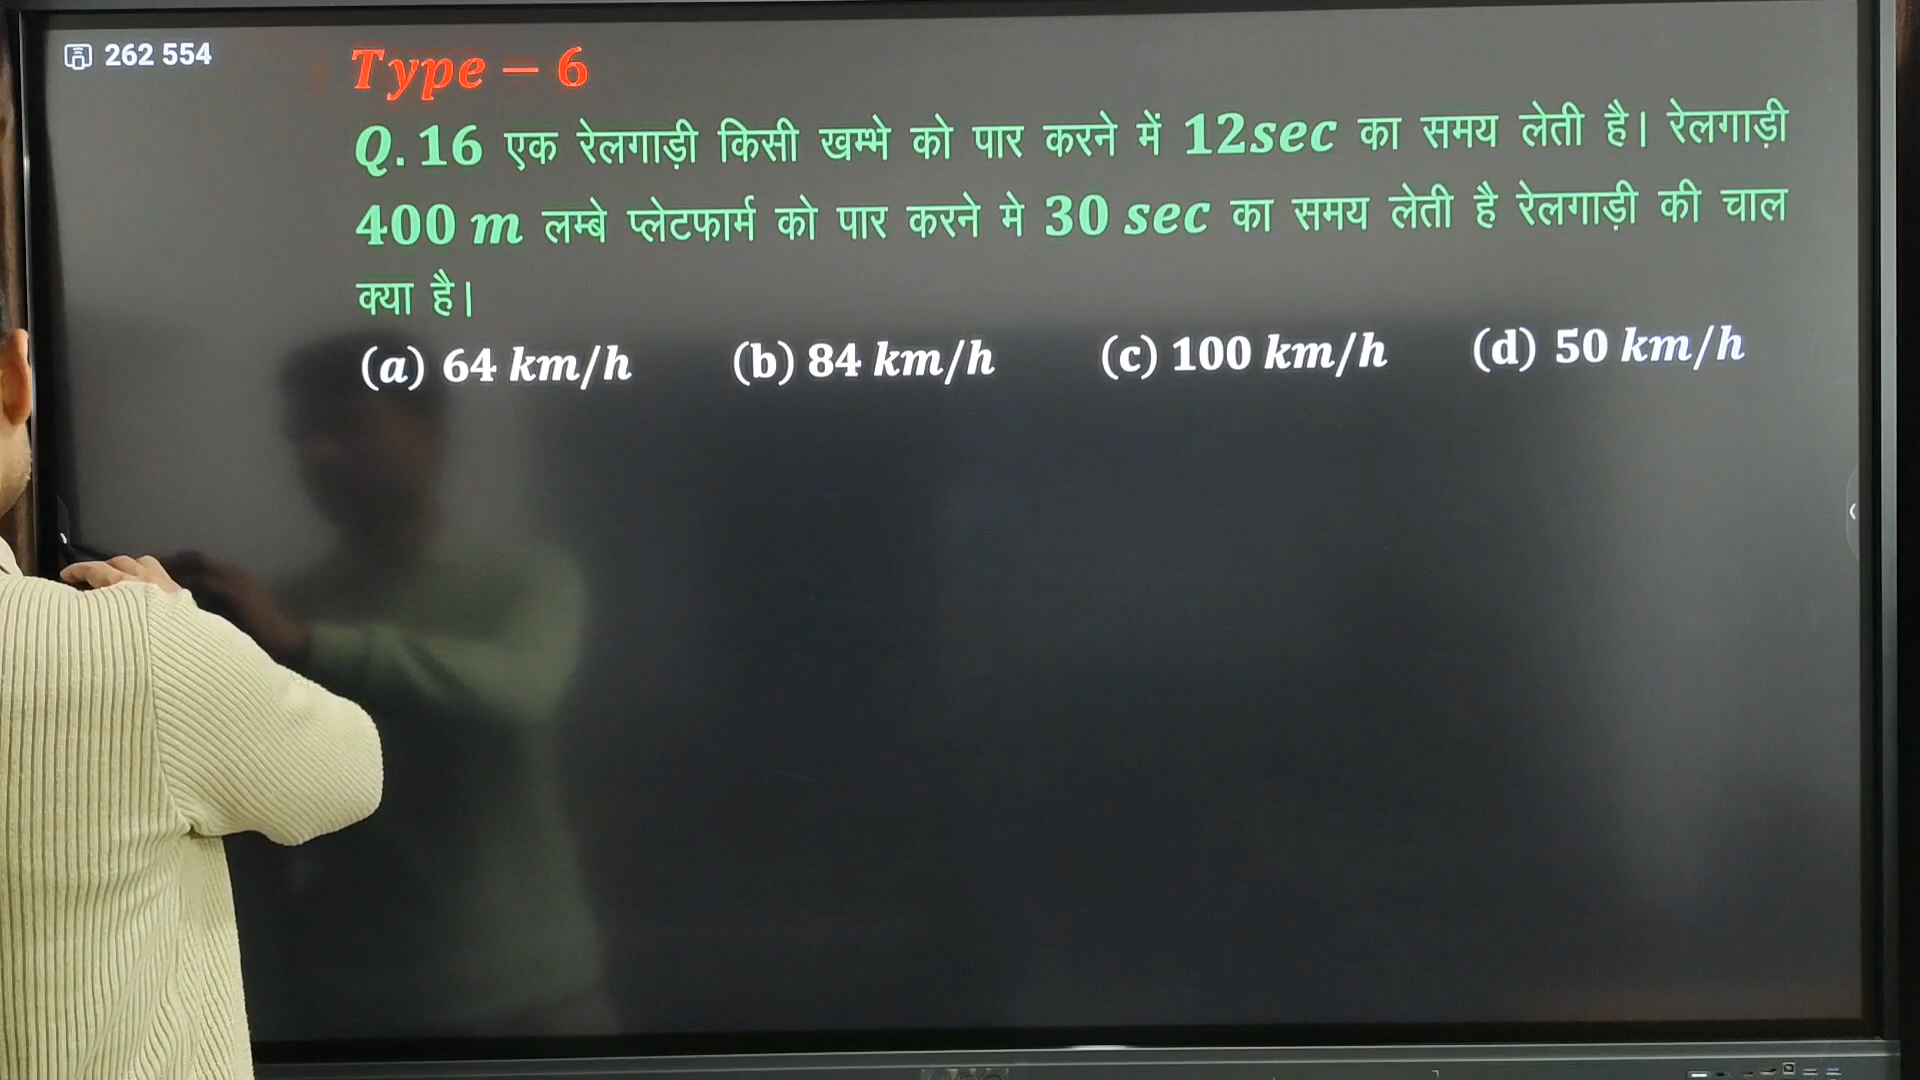 262 554
Type – 6
Q. 16 एक रेलगाड़ी किसी खम्भे को पार करने में 12sec का समय लेती है। रेलगाड़ी
400 m लम्बे प्लेटफार्म को पार करने मे 30 sec का समय लेती है रेलगाड़ी की चाल
क्या है।
(a) 64 km/h (b) 84 km/h (c) 100 km/h (d) 50 km/h